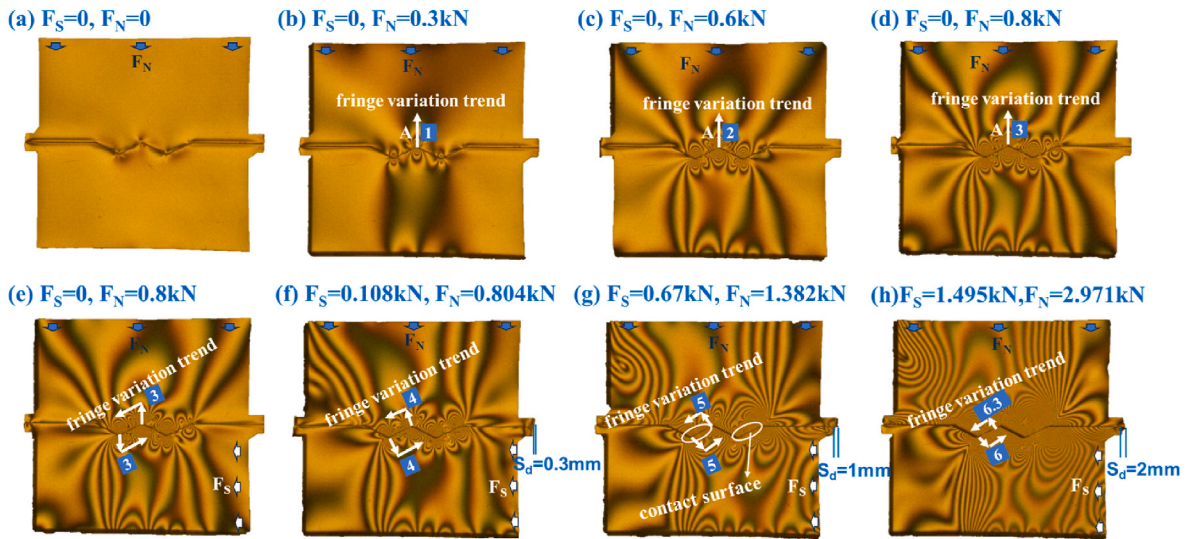 (a) F_S=0, F_N=0
F_N
(b) F_S=0, F_N=0.3kN
F_N
fringe variation trend
A 1
(c) F_S=0, F_N=0.6kN
F_N
fringe variation trend
A 2
(d) F_S=0, F_N=0.8kN
F_N
fringe variation trend
A 3
(e) F_S=0, F_N=0.8kN
F_N
fringe variation trend
3
3
F_S
(f) F_S=0.108kN, F_N=0.804kN
F_N
fringe variation trend
4
4
S_d=0.3mm
F_S
(g) F_S=0.67kN, F_N=1.382kN
F_N
fringe variation trend
5
5
S_d=1mm
F_S
contact surface
(h)F_S=1.495kN,F_N=2.971kN
F_N
fringe variation trend
6.3
6
S_d=2mm
F_S